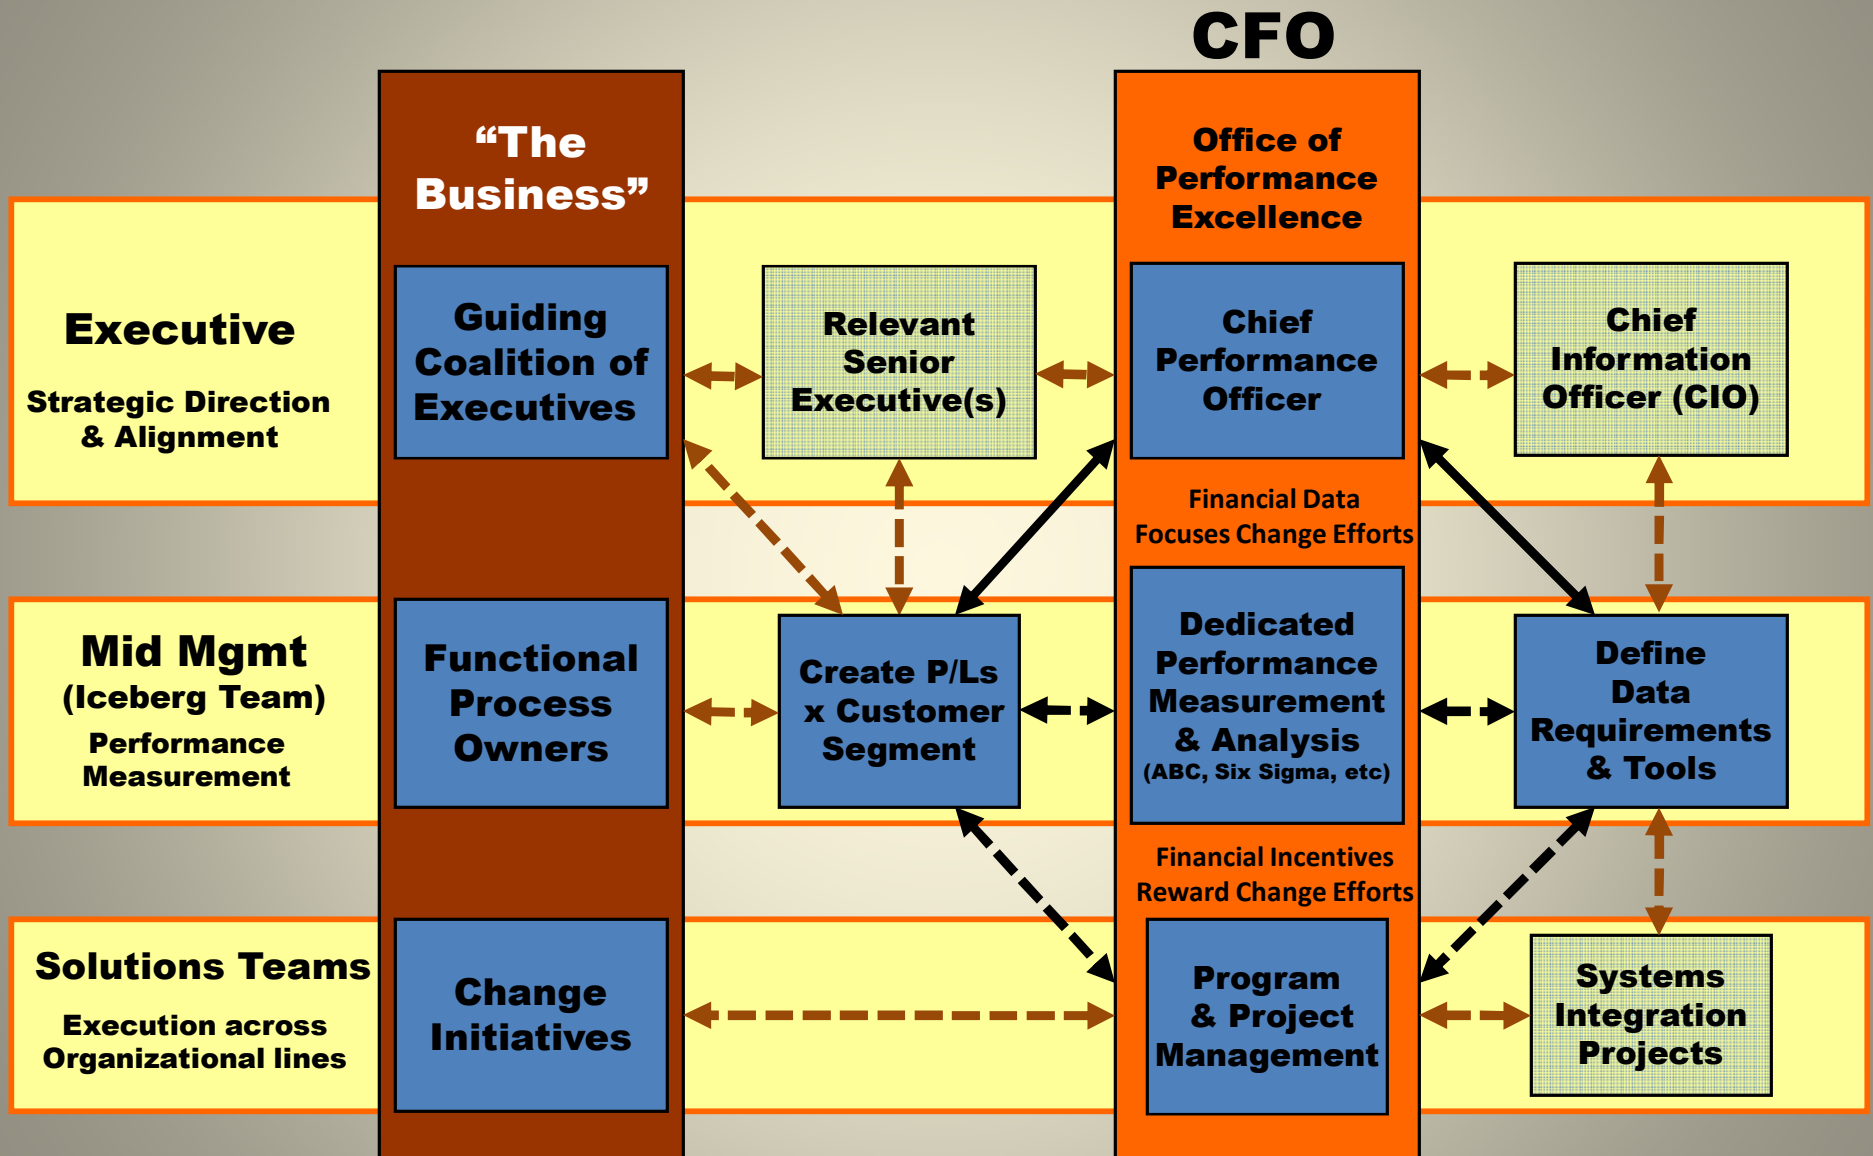 CFO
“The
Business”
Office of
Performance
Excellence
Executive
Strategic Direction
& Alignment
Guiding
Coalition of
Executives
Relevant
Senior
Executive(s)
Chief
Performance
Officer
Chief
Information
Officer (CIO)
Financial Data
Focuses Change Efforts
Mid Mgmt
(Iceberg Team)
Performance
Measurement
Functional
Process
Owners
Create P/Ls
x Customer
Segment
Dedicated
Performance
Measurement
& Analysis
(ABC, Six Sigma, etc)
Define
Data
Requirements
& Tools
Financial Incentives
Reward Change Efforts
Solutions Teams
Execution across
Organizational lines
Change
Initiatives
Program
& Project
Management
Systems
Integration
Projects